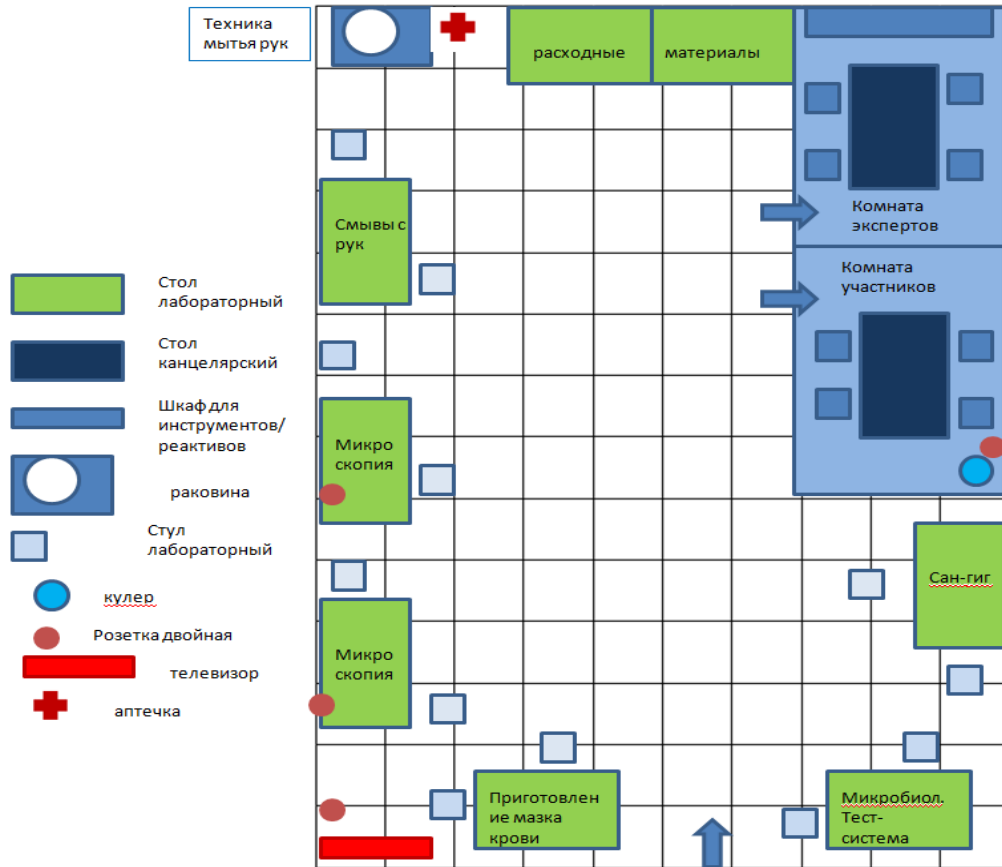 Техника
мытья рук
расходные
материалы
Комната
экспертов
Смывы с
рук
Комната
участников
Стол
лабораторный
Стол
канцелярский
Шкаф для
инструментов/
реактивов
раковина
Стул
лабораторный
кулер
Розетка двойная
телевизор
аптечка
Микро
скопия
Сан-гиг
Микро
скопия
Приготовлен
ие мазка
крови
Микробиол.
Тест-
система